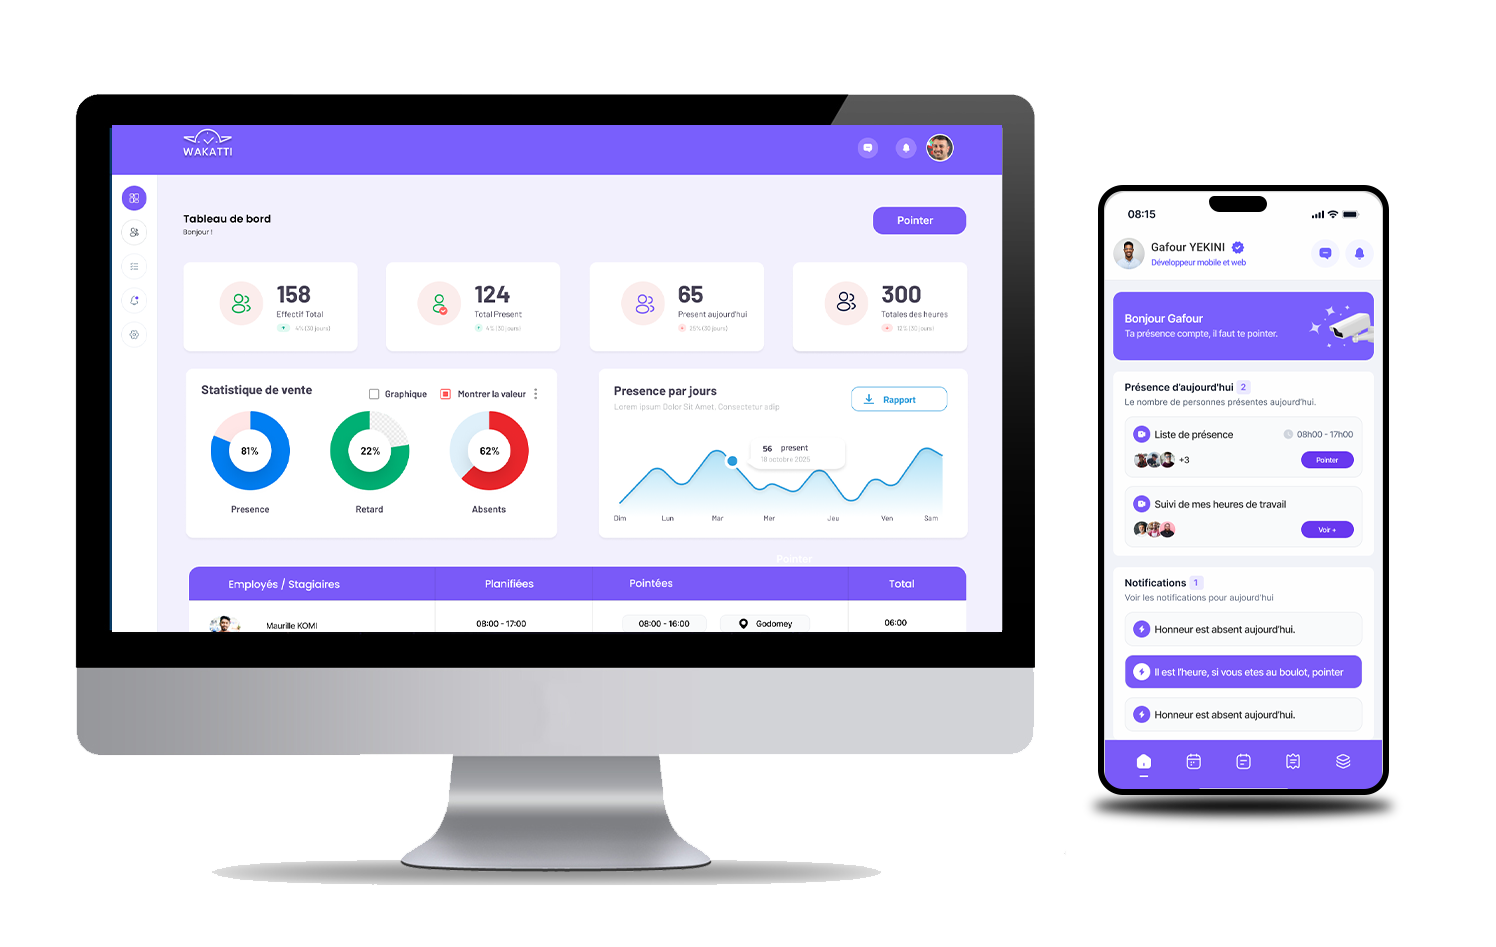 WAKATTI
Tableau de bord
Bonjour !
Pointer
158
Effectif Total
4% (30 jours)
124
Total Present
4% (30 jours)
65
Present aujourd'hui
25% (30 jours)
300
Totales des heures
12% (30 jours)
Statistique de vente
Graphique
Montrer la valeur
81%
22%
62%
Presence
Retard
Absents
Presence par jours
Lorem ipsum Dolor Sit Amet, Consectetur adip
Rapport
56 present
18 octobre 2025
Dim Lun Mar Mer Jeu Ven Sam
Pointer
Employés / Stagiaires Planifiées Pointées Total
Maurille KOMI 08:00 - 17:00 08:00 - 16:00 Godomey 06:00
08:15
Gafour YEKINI
Développeur mobile et web
Bonjour Gafour
Ta présence compte, il faut te pointer.
Présence d'aujourd'hui 2
Le nombre de personnes présentes aujourd'hui.
Liste de présence 08h00 - 17h00
+3 Pointer
Suivi de mes heures de travail
Voir +
Notifications 1
Voir les notifications pour aujourd'hui
Honneur est absent aujourd'hui.
Il est l'heure, si vous etes au boulot, pointer
Honneur est absent aujourd'hui.